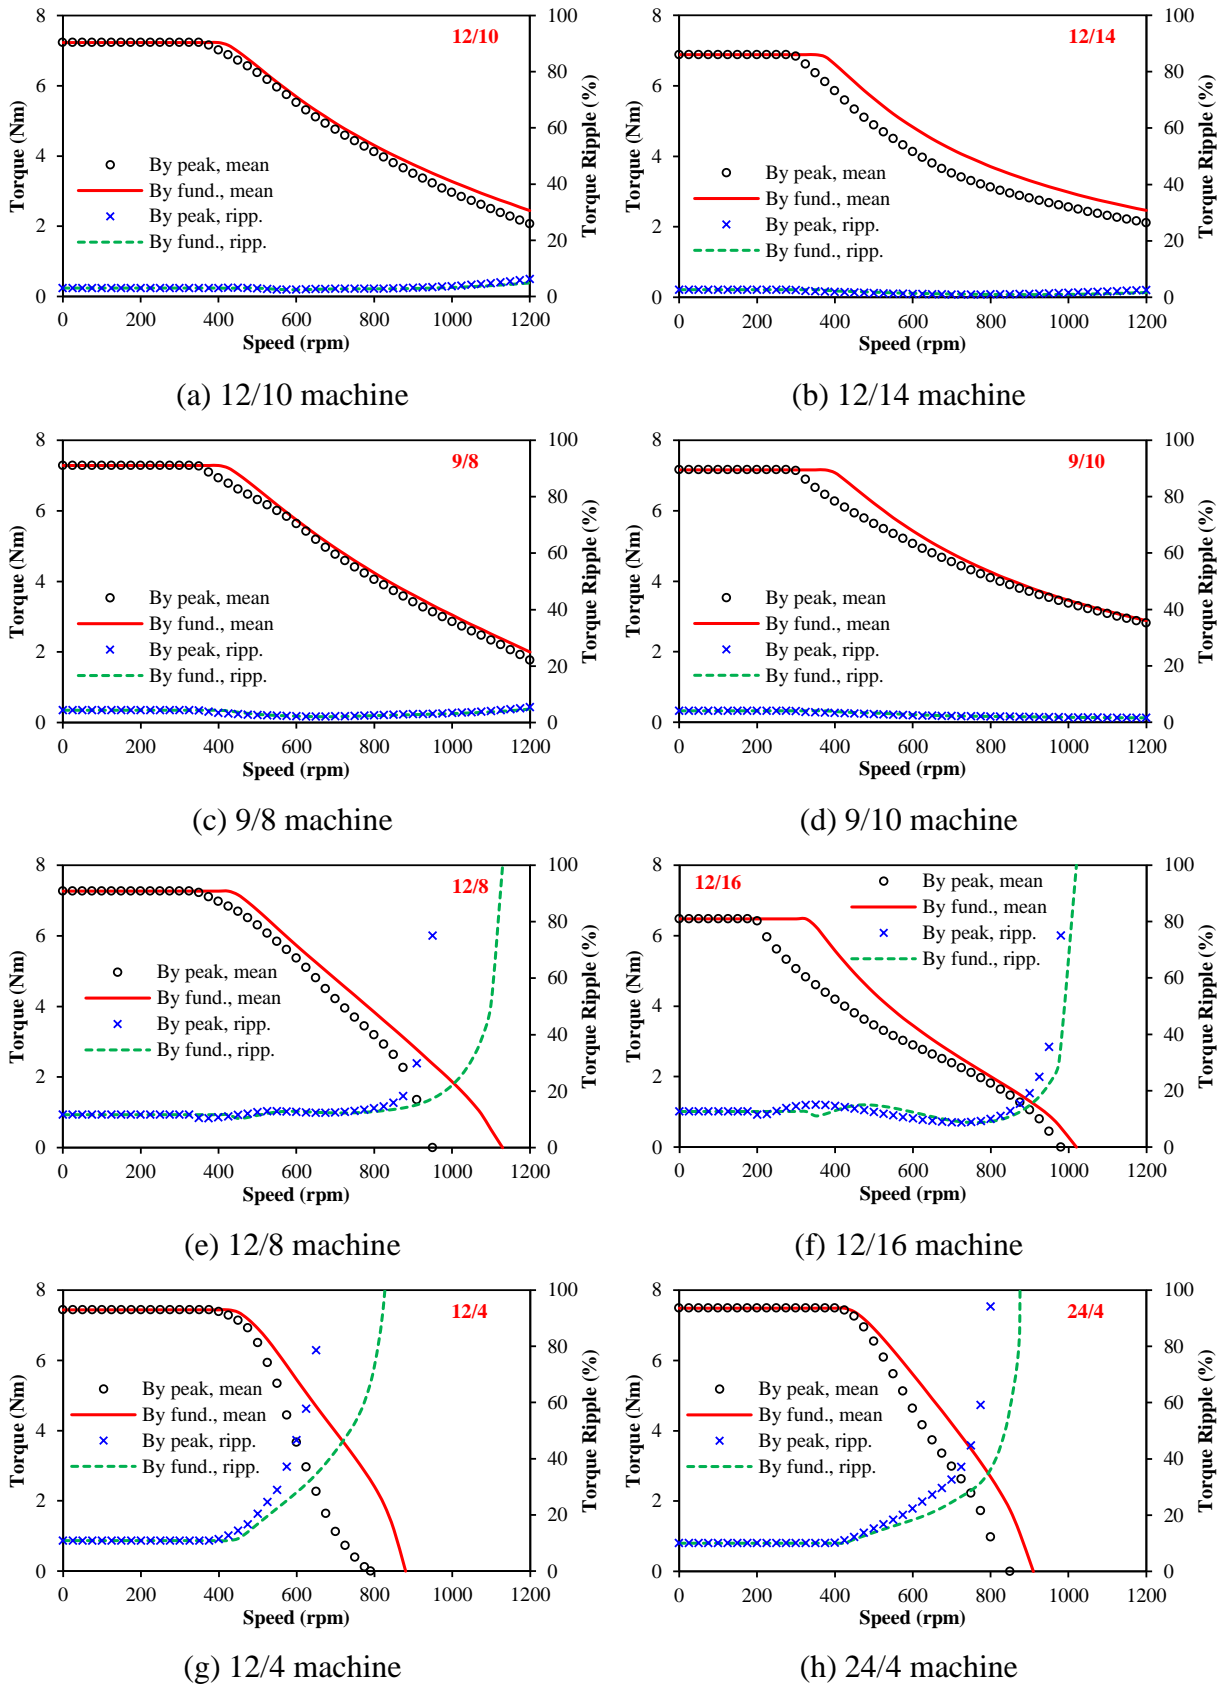 12/10
Torque (Nm)
8
6
4
2
0
100
80
60
40
20
0
Torque Ripple (%)
By peak, mean
By fund., mean
By peak, ripp.
By fund., ripp.
0 200 400 600 800 1000 1200
Speed (rpm)
(a) 12/10 machine
12/14
Torque (Nm)
8
6
4
2
0
100
80
60
40
20
0
Torque Ripple (%)
By peak, mean
By fund., mean
By peak, ripp.
By fund., ripp.
0 200 400 600 800 1000 1200
Speed (rpm)
(b) 12/14 machine
9/8
Torque (Nm)
8
6
4
2
0
100
80
60
40
20
0
Torque Ripple (%)
By peak, mean
By fund., mean
By peak, ripp.
By fund., ripp.
0 200 400 600 800 1000 1200
Speed (rpm)
(c) 9/8 machine
9/10
Torque (Nm)
8
6
4
2
0
100
80
60
40
20
0
Torque Ripple (%)
By peak, mean
By fund., mean
By peak, ripp.
By fund., ripp.
0 200 400 600 800 1000 1200
Speed (rpm)
(d) 9/10 machine
12/8
Torque (Nm)
8
6
4
2
0
100
80
60
40
20
0
Torque Ripple (%)
By peak, mean
By fund., mean
By peak, ripp.
By fund., ripp.
0 200 400 600 800 1000 1200
Speed (rpm)
(e) 12/8 machine
12/16
Torque (Nm)
8
6
4
2
0
100
80
60
40
20
0
Torque Ripple (%)
By peak, mean
By fund., mean
By peak, ripp.
By fund., ripp.
0 200 400 600 800 1000 1200
Speed (rpm)
(f) 12/16 machine
12/4
Torque (Nm)
8
6
4
2
0
100
80
60
40
20
0
Torque Ripple (%)
By peak, mean
By fund., mean
By peak, ripp.
By fund., ripp.
0 200 400 600 800 1000 1200
Speed (rpm)
(g) 12/4 machine
24/4
Torque (Nm)
8
6
4
2
0
100
80
60
40
20
0
Torque Ripple (%)
By peak, mean
By fund., mean
By peak, ripp.
By fund., ripp.
0 200 400 600 800 1000 1200
Speed (rpm)
(h) 24/4 machine